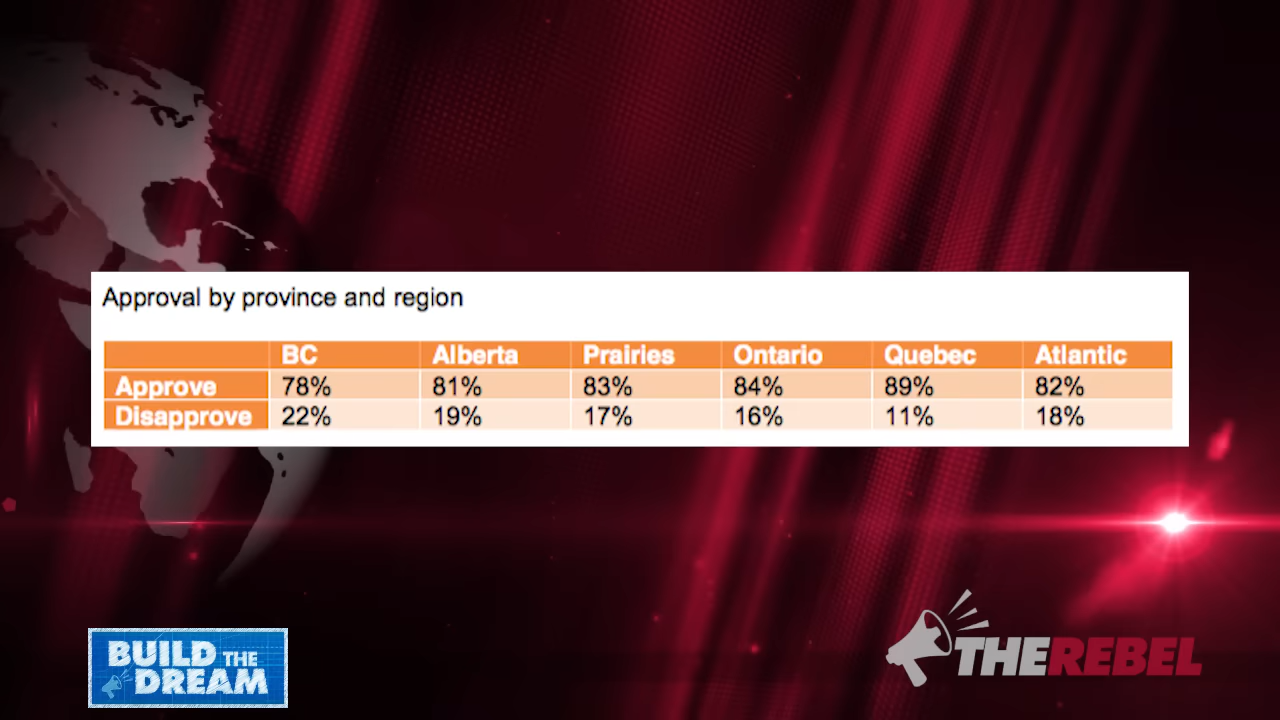 Approval by province and region
BC Alberta Prairies Ontario Quebec Atlantic
Approve 78% 81% 83% 84% 89% 82%
Disapprove 22% 19% 17% 16% 11% 18%
BUILD THE
DREAM
THEREBEL